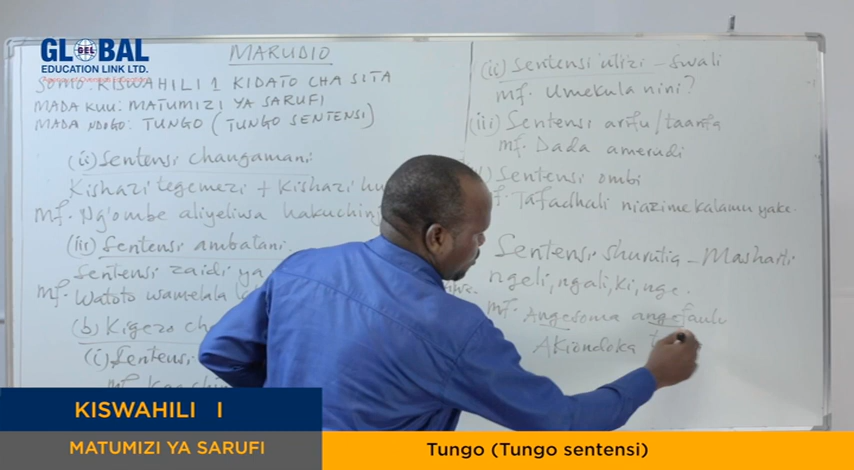 GLOBAL
GEL
EDUCATION LINK LTD.
MARUDIO
SOMO: KISWAHILI 1 KIDATO CHA SITA
MADA KUU: MATUMIZI YA SARUFI
MADA NDOGO: TUNGO (TUNGO SENTENSI)
(ii) Sentensi changamani
Kishazi tegemezi + Kishazi hu
Mf. Ng'ombe aliyeliwa hakuchinj
(iii) Sentensi ambatani
Sentensi zaidi ya
Mf. Watoto wamelala
(b) Kigezo ch
(i) Sentensi
(ii) Sentensi ulizi - Swali
mf. Umekula nini?
(iii) Sentensi arifu/taarifa
mf. Dada amerudi
Sentensi ombi
f. Tafadhali niazime kalamu yake.
Sentensi shurutia - Masharti
ngeli, ngali, ki, nge.
mf. Angesoma angefaulu
Akiondoka
KISWAHILI I
MATUMIZI YA SARUFI
Tungo (Tungo sentensi)